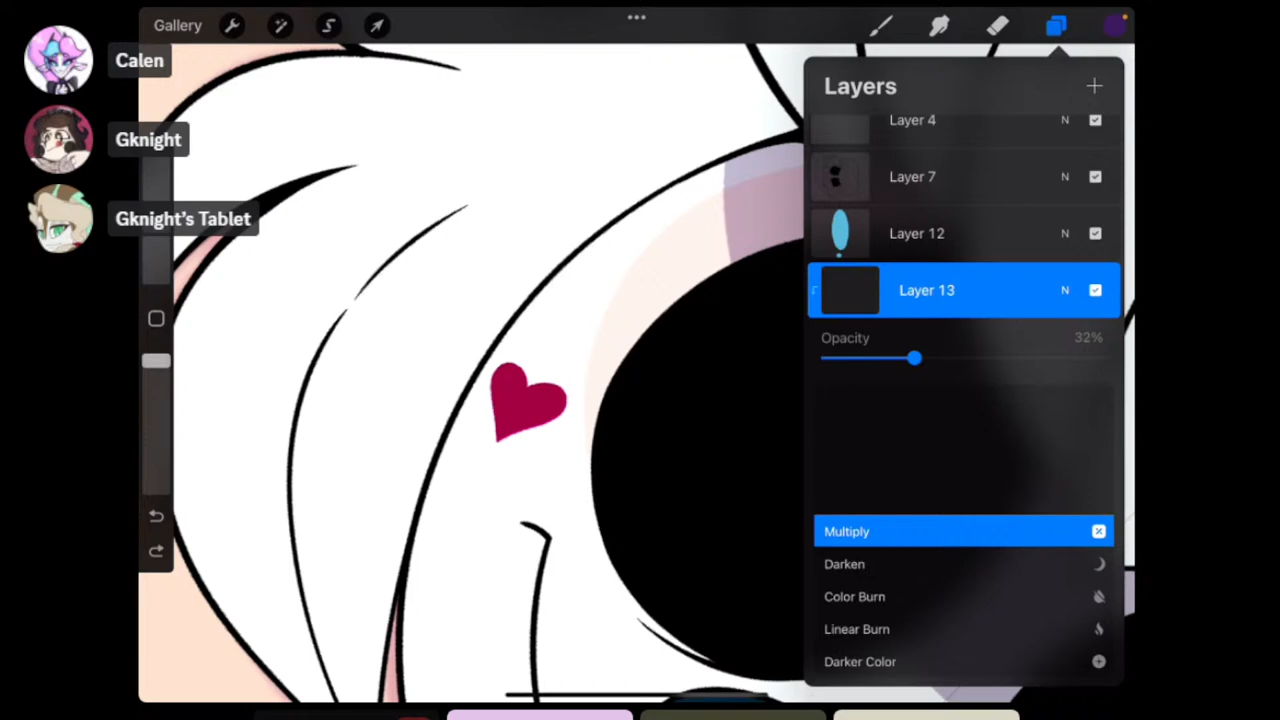 Gallery
Calen
Gknight
Gknight's Tablet
Layers
Layer 4 N
Layer 7 N
Layer 12 N
Layer 13 N
Opacity 32%
Multiply
Darken
Color Burn
Linear Burn
Darker Color